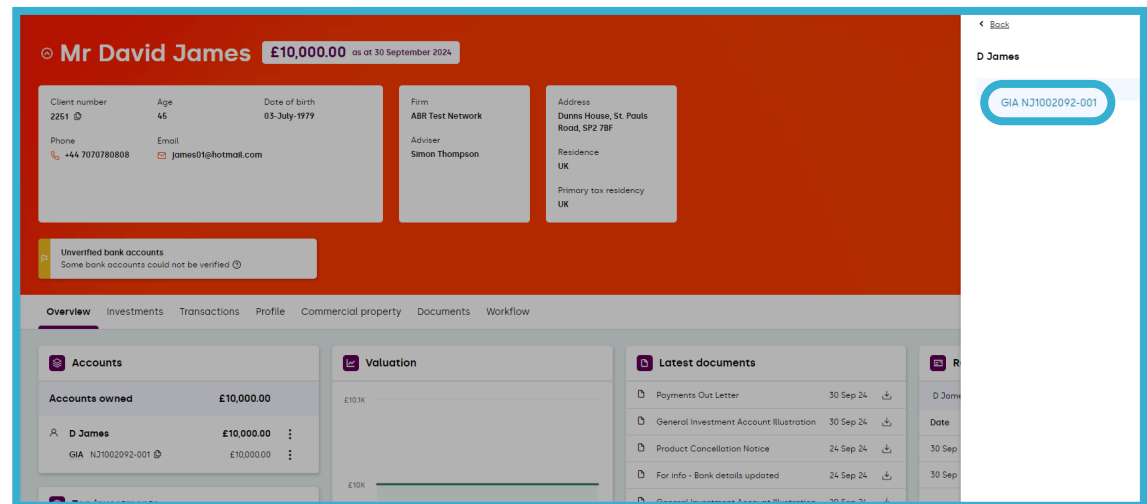 Mr David James £10,000.00 as at 30 September 2024
Client number Age Date of birth
2251 45 03-July-1979
Phone Email
+44 7070780808 james01@hotmail.com
Firm
ABR Test Network
Adviser
Simon Thompson
Address
Dunns House, St. Pauls
Road, SP2 7BF
Residence
UK
Primary tax residency
UK
Unverified bank accounts
Some bank accounts could not be verified
Overview Investments Transactions Profile Commercial property Documents Workflow
Accounts
Accounts owned £10,000.00
D James £10,000.00
GIA NJ1002092-001 £10,000.00
Valuation
£10.1K
£10K
Latest documents
Payments Out Letter 30 Sep 24
General Investment Account Illustration 30 Sep 24
Product Cancellation Notice 24 Sep 24
For info - Bank details updated 24 Sep 24
D Jame
Date
30 Sep
30 Sep
Back
D James
GIA NJ1002092-001